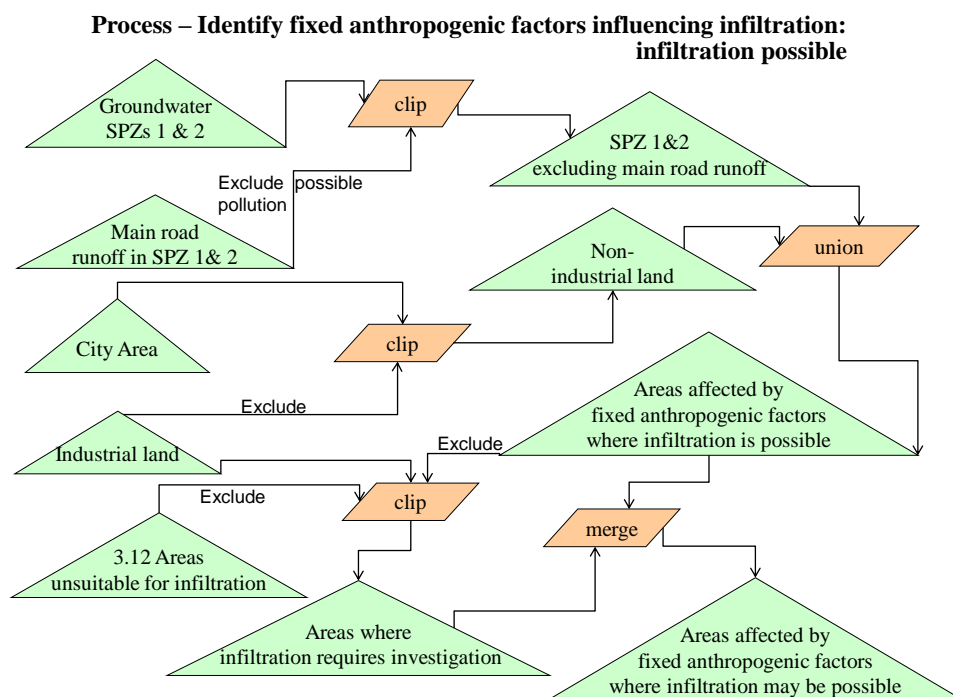 Process – Identify fixed anthropogenic factors influencing infiltration:
infiltration possible
Groundwater
SPZs 1 & 2
clip
SPZ 1&2
excluding main road runoff
Exclude possible
pollution
Main road
runoff in SPZ 1& 2
Non-
industrial land
union
City Area
clip
Exclude
Areas affected by
fixed anthropogenic factors
where infiltration is possible
Industrial land
Exclude
Exclude
clip
merge
3.12 Areas
unsuitable for infiltration
Areas where
infiltration requires investigation
Areas affected by
fixed anthropogenic factors
where infiltration may be possible